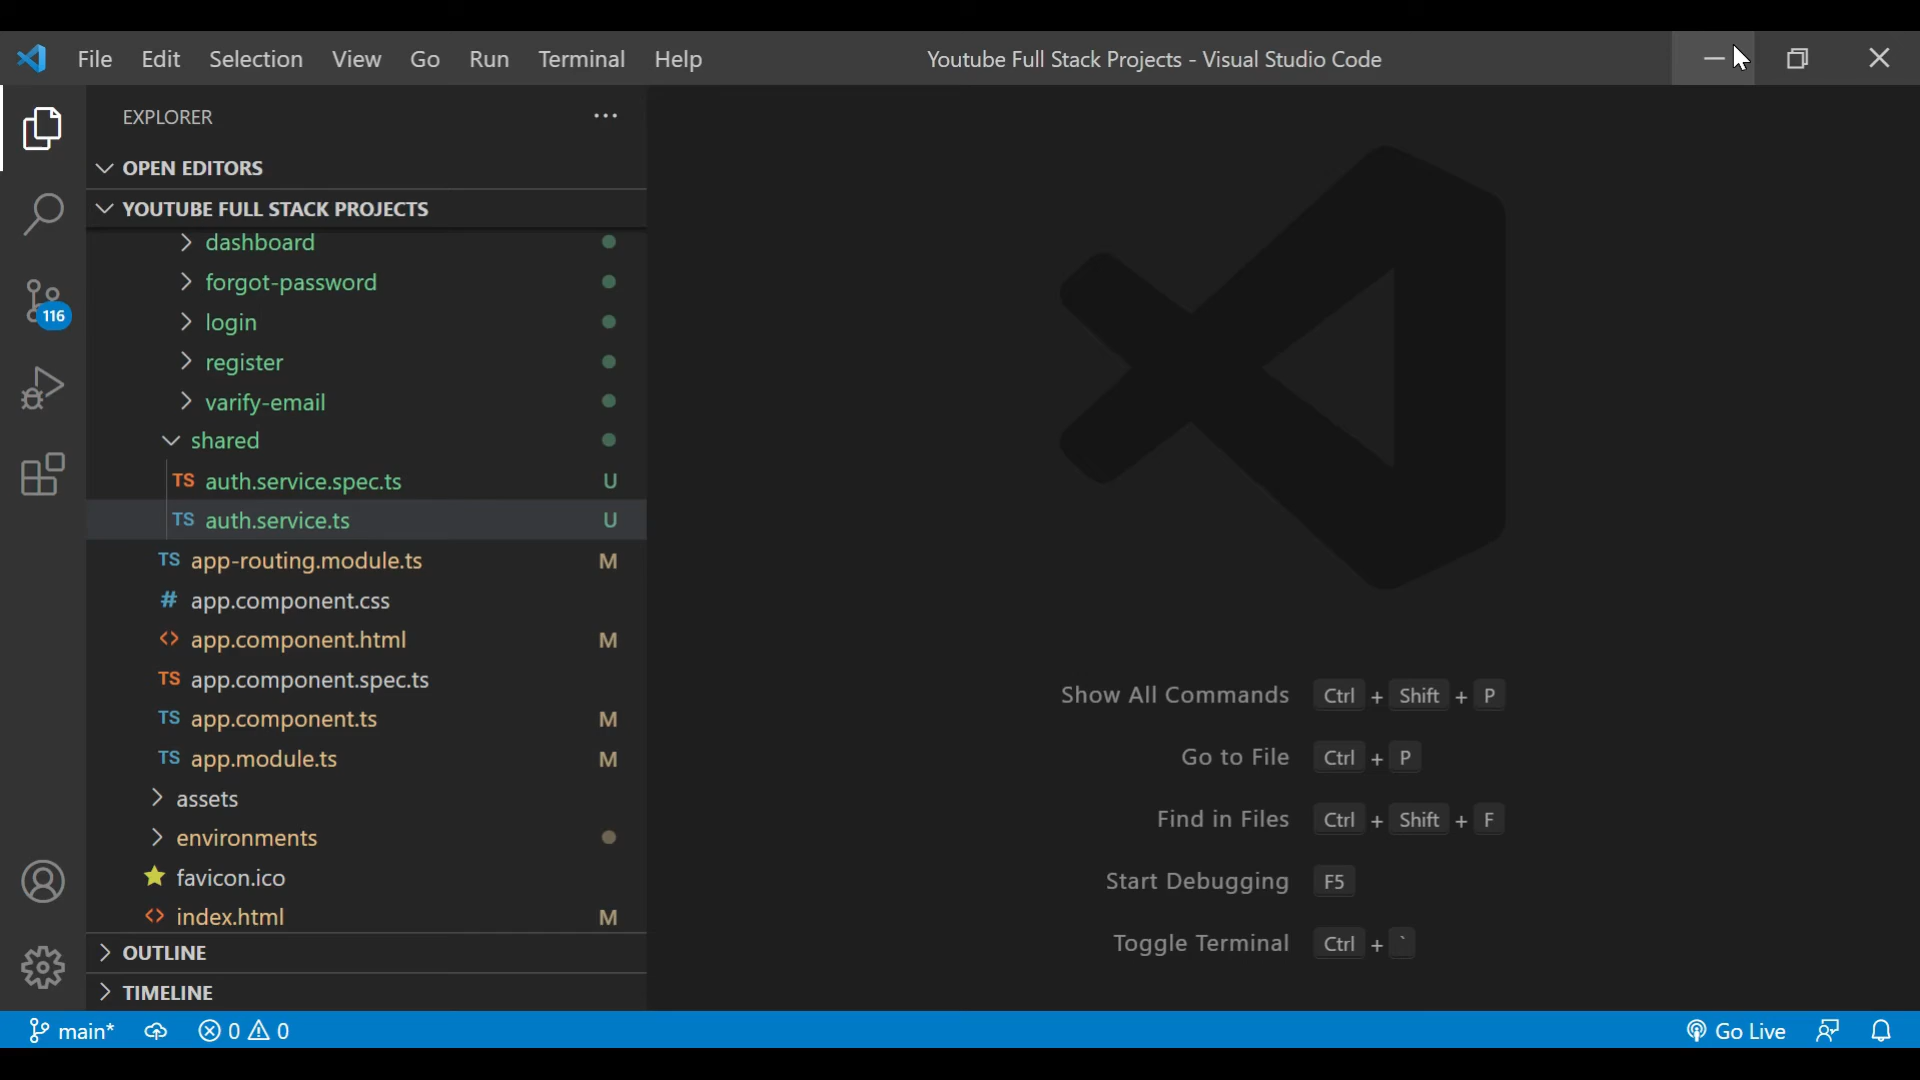 File Edit Selection View Go Run Terminal Help Youtube Full Stack Projects - Visual Studio Code
EXPLORER ...
OPEN EDITORS
YOUTUBE FULL STACK PROJECTS
dashboard
forgot-password
login
116
register
varify-email
shared
TS auth.service.spec.ts U
TS auth.service.ts U
TS app-routing.module.ts M
# app.component.css
<> app.component.html M
TS app.component.spec.ts
TS app.component.ts M
TS app.module.ts M
assets
environments
favicon.ico
<> index.html M
OUTLINE
TIMELINE
Show All Commands Ctrl + Shift + P
Go to File Ctrl + P
Find in Files Ctrl + Shift + F
Start Debugging F5
Toggle Terminal Ctrl + `
main* 0 0 Go Live